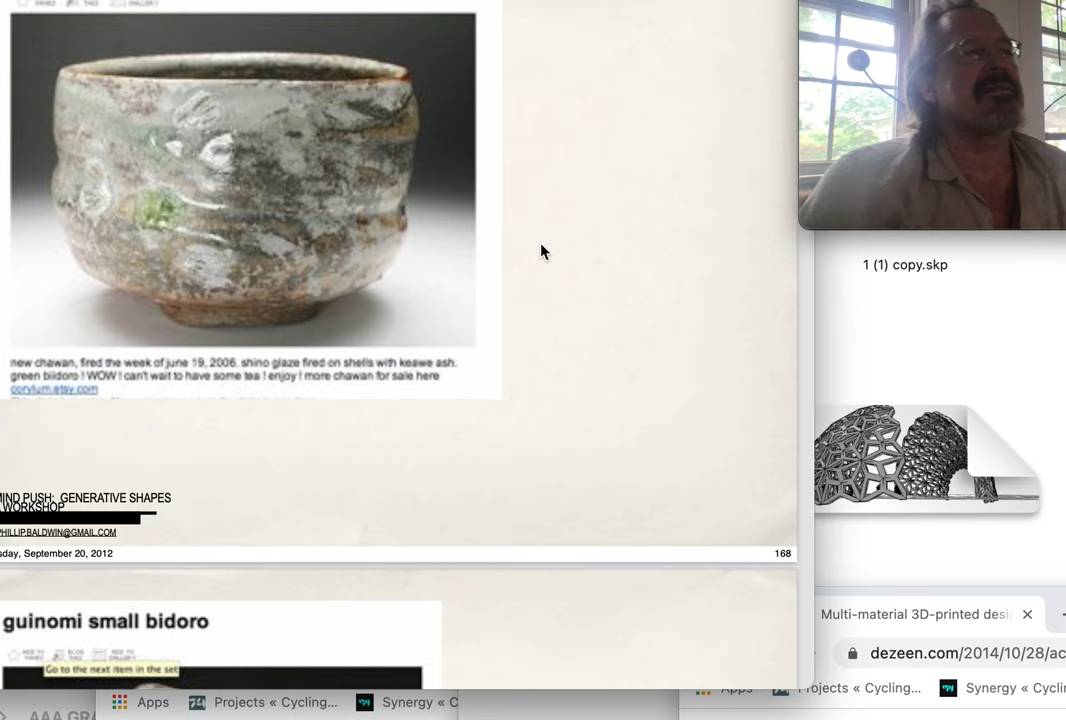 new chawan, fired the week of june 19, 2006. shino glaze fired on shells with keawe ash.
green biidoro ! WOW ! can't wait to have some tea ! enjoy ! more chawan for sale here
corylum.etsy.com
MIND PUSH: GENERATIVE SHAPES
WORKSHOP
PHILLIP.BALDWIN@GMAIL.COM
sday, September 20, 2012
168
guinomi small bidoro
Go to the next item in the set
1 (1) copy.skp
Multi-material 3D-printed desi
dezeen.com/2014/10/28/ac
Apps
Projects « Cycling...
Synergy « C
Apps
Projects « Cycling...
Synergy « Cyclin
AAA GRA